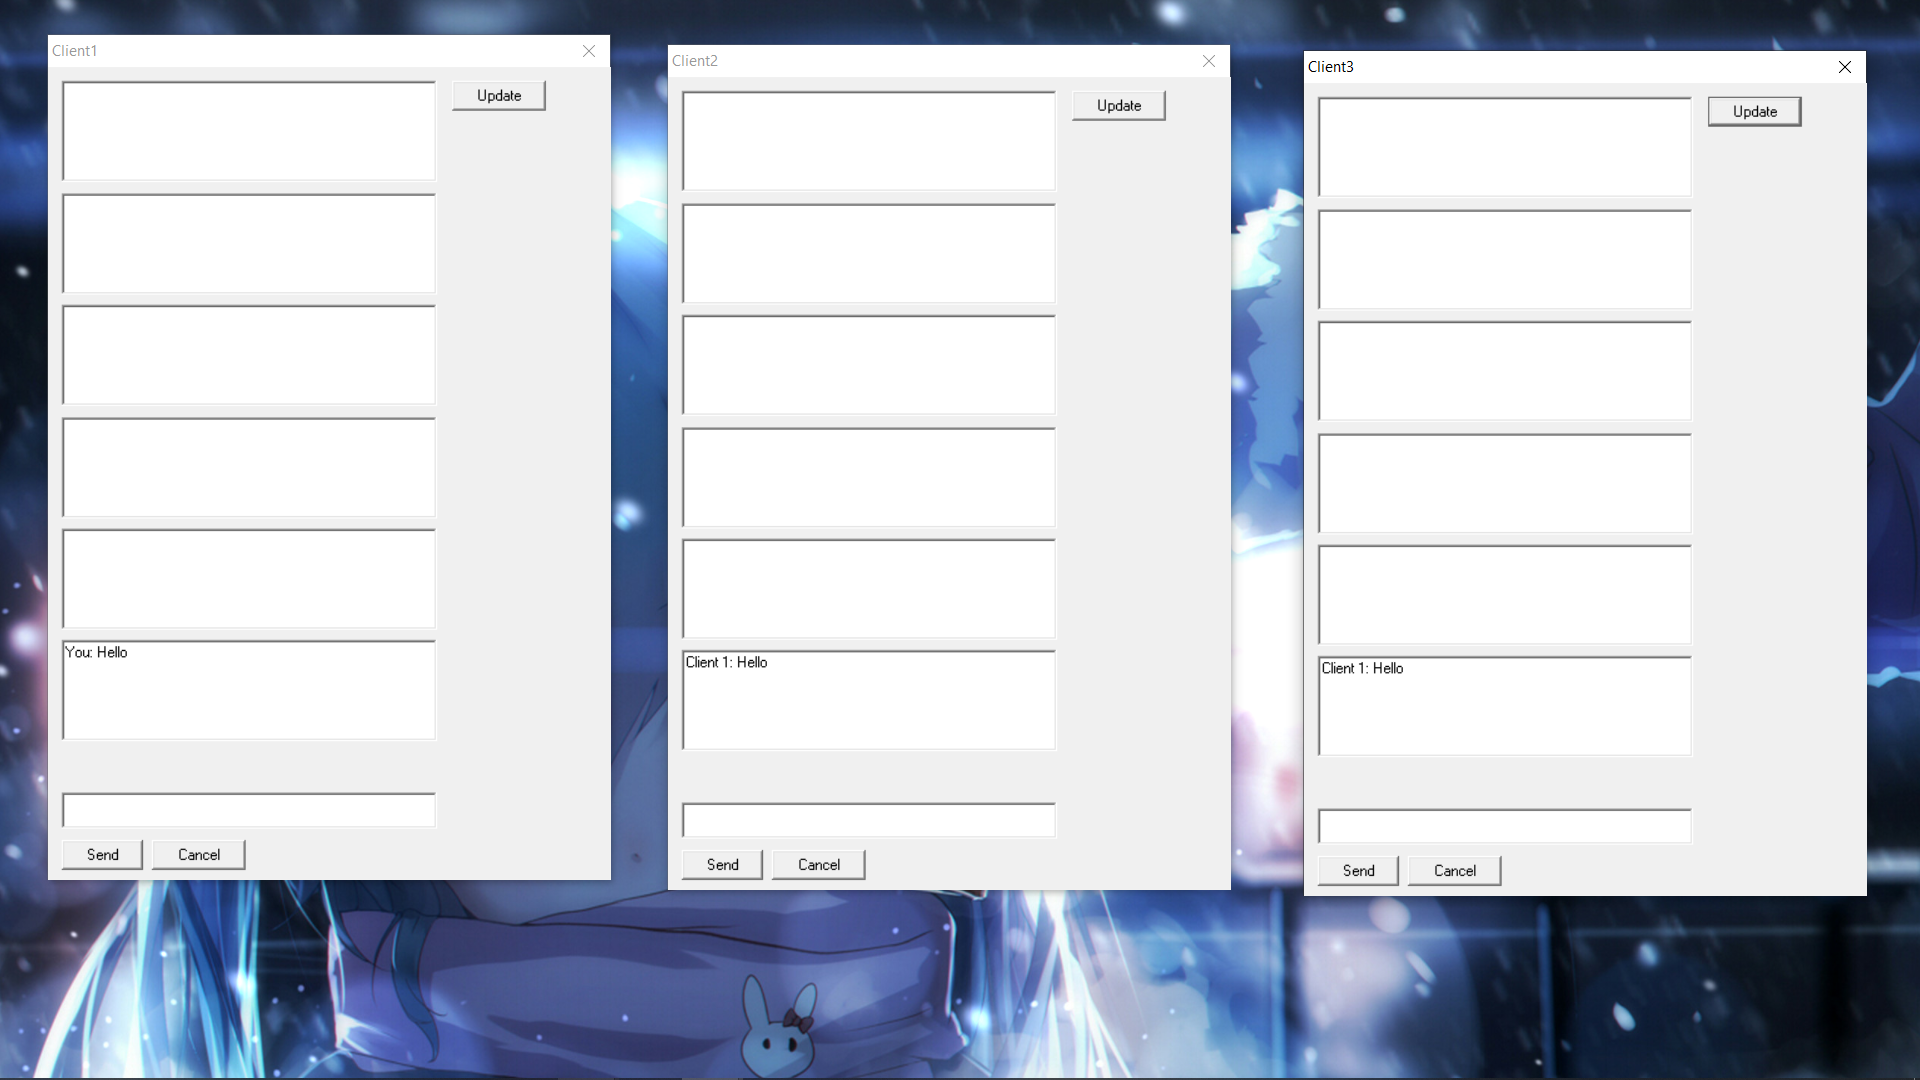 Client1
Update
You: Hello
Send
Cancel
Client2
Update
Client 1: Hello
Send
Cancel
Client3
Update
Client 1: Hello
Send
Cancel